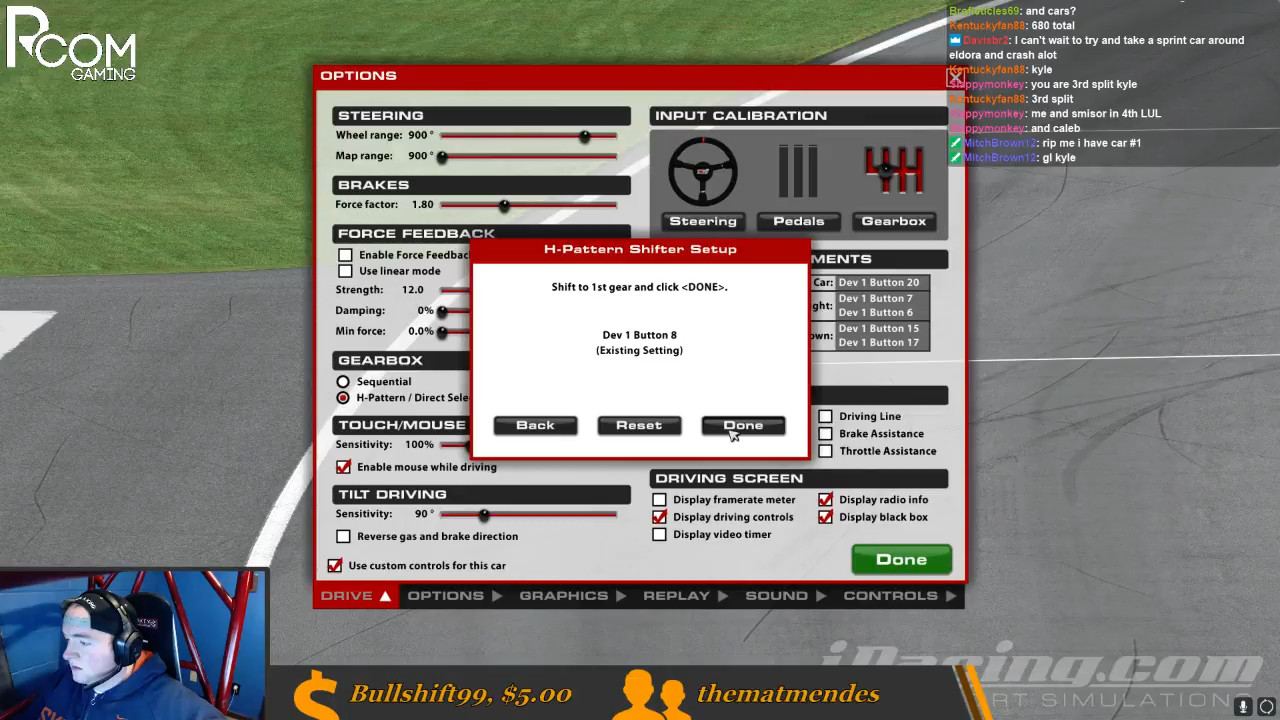 RCOM
GAMING
Brofisticles69: and cars?
Kentuckyfan88: 680 total
Davisbr2: I can't wait to try and take a sprint car around
eldora and crash alot
Kentuckyfan88: kyle
Slappymonkey: you are 3rd split kyle
Kentuckyfan88: 3rd split
Slappymonkey: me and smisor in 4th LUL
Slappymonkey: and caleb
MitchBrown12: rip me i have car #1
MitchBrown12: gl kyle
OPTIONS
STEERING
Wheel range: 900 °
Map range: 900 °
BRAKES
Force factor: 1.80
FORCE FEEDBACK
Enable Force Feedbac
Use linear mode
Strength: 12.0
Damping: 0%
Min force: 0.0%
GEARBOX
Sequential
H-Pattern / Direct Sele
TOUCH/MOUSE
Sensitivity: 100%
Enable mouse while driving
TILT DRIVING
Sensitivity: 90 °
Reverse gas and brake direction
Use custom controls for this car
INPUT CALIBRATION
Steering
Pedals
Gearbox
MENTS
Car: Dev 1 Button 20
ght: Dev 1 Button 7
Dev 1 Button 6
own: Dev 1 Button 15
Dev 1 Button 17
Driving Line
Brake Assistance
Throttle Assistance
DRIVING SCREEN
Display framerate meter
Display radio info
Display driving controls
Display black box
Display video timer
Done
H-Pattern Shifter Setup
Shift to 1st gear and click <DONE>.
Dev 1 Button 8
(Existing Setting)
Back
Reset
Done
DRIVE
OPTIONS
GRAPHICS
REPLAY
SOUND
CONTROLS
iRacing.com
RT SIMULATION
Bullshift99, $5.00
thematmendes